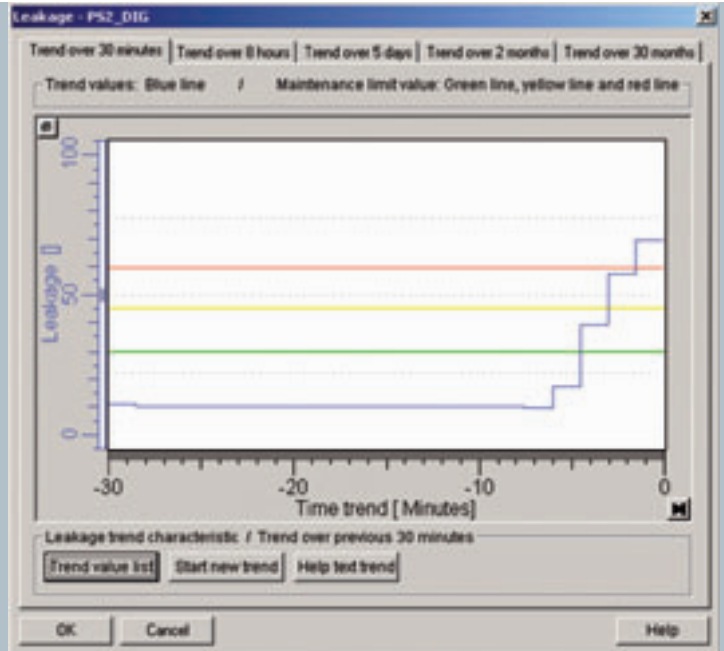 Leakage - PS2_DIG
Trend over 30 minutes Trend over 8 hours Trend over 5 days Trend over 2 months Trend over 30 months
Trend values: Blue line / Maintenance limit value: Green line, yellow line and red line
100
50
0
Leakage []
-30 -20 -10 0
Time trend [ Minutes]
Leakage trend characteristic / Trend over previous 30 minutes
Trend value list Start new trend Help text trend
OK Cancel Help